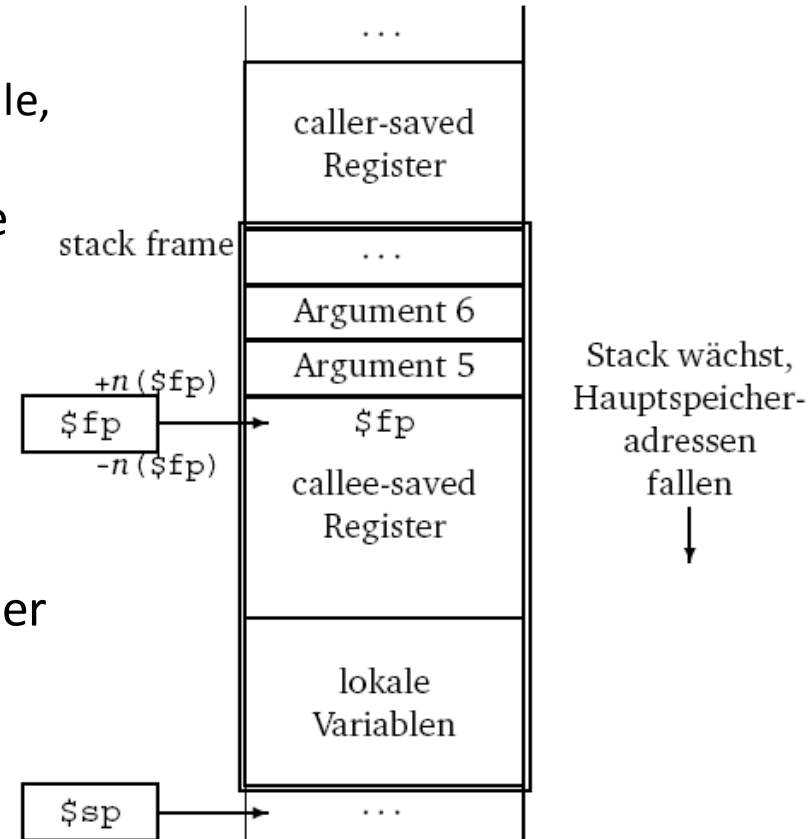 ...
le,
caller-saved
Register
e
stack frame
...
Argument 6
Argument 5
+n($fp)
$fp
$fp
-n($fp)
callee-saved
Register
Stack wächst,
Hauptspeicher-
adressen
fallen
er
lokale
Variablen
$sp
...